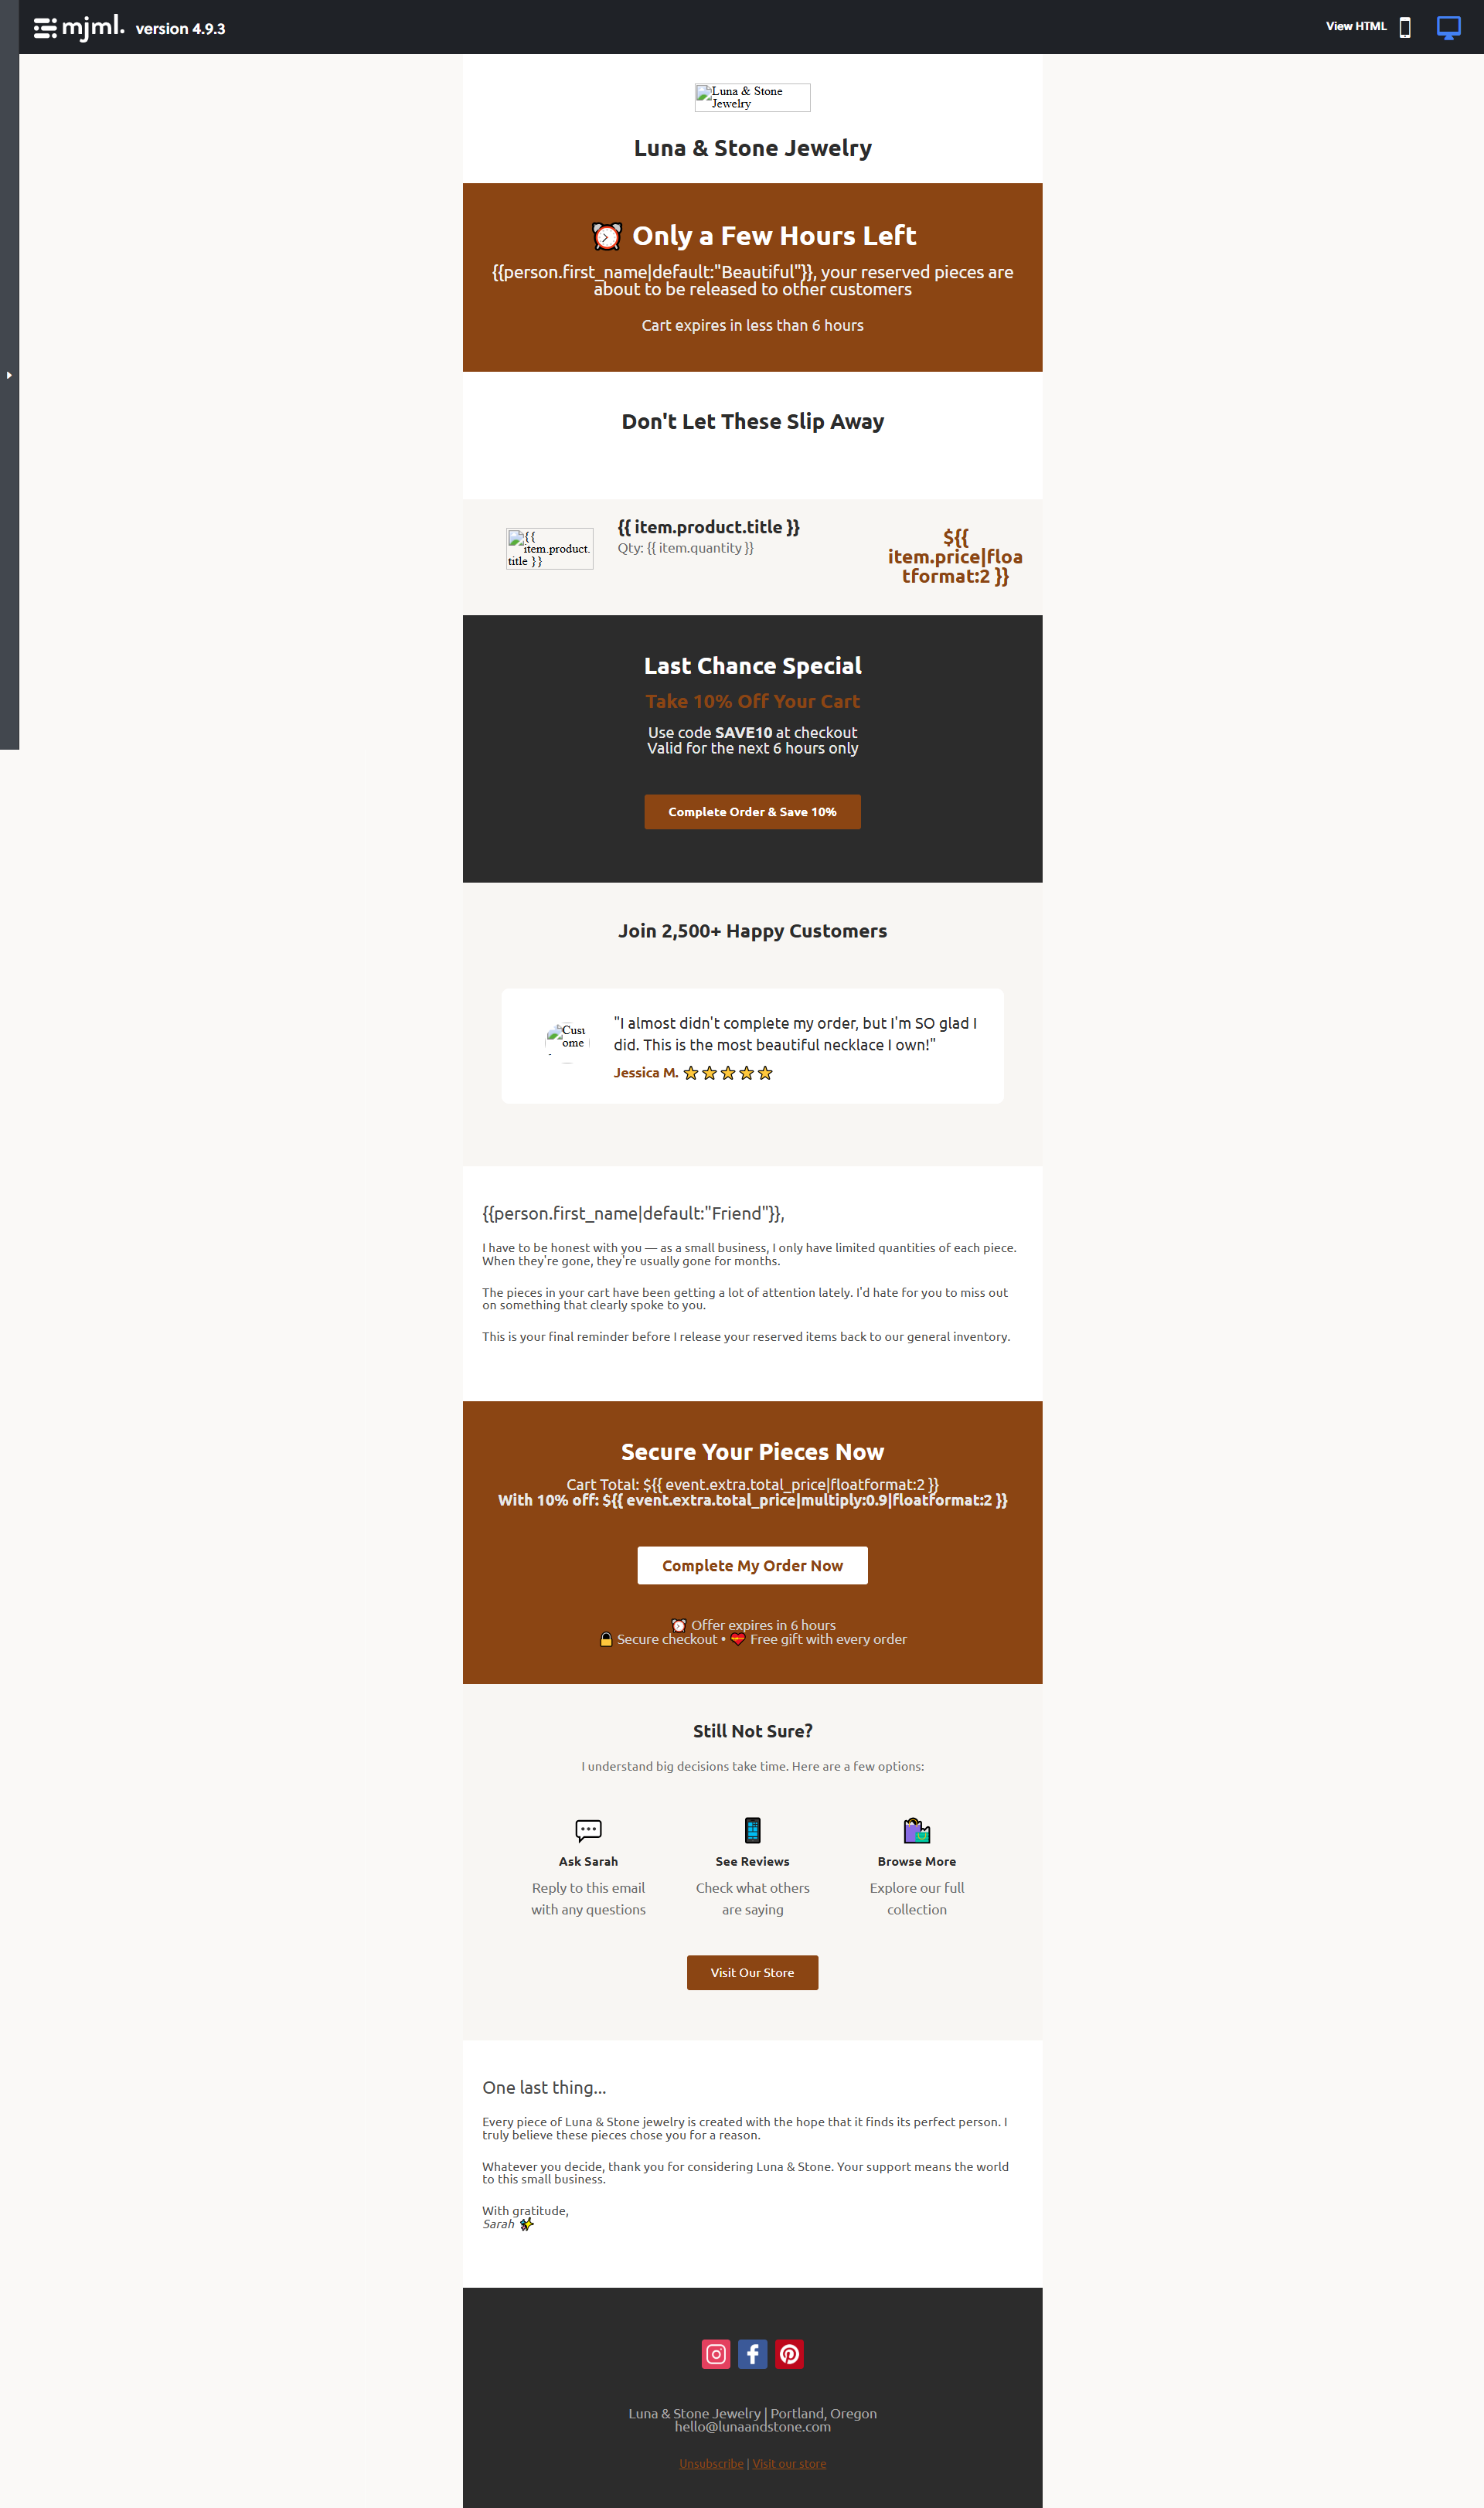 mjml. version 4.9.3
View HTML
Luna & Stone
Jewelry
Luna & Stone Jewelry
⏰ Only a Few Hours Left
{{person.first_name|default:"Beautiful"}}, your reserved pieces are
about to be released to other customers
Cart expires in less than 6 hours
Don't Let These Slip Away
{{
item.product.
title }}
{{ item.product.title }}
Qty: {{ item.quantity }}
${{
item.price|floa
tformat:2 }}
Last Chance Special
Take 10% Off Your Cart
Use code SAVE10 at checkout
Valid for the next 6 hours only
Complete Order & Save 10%
Join 2,500+ Happy Customers
Cust
ome
"I almost didn't complete my order, but I'm SO glad I
did. This is the most beautiful necklace I own!"
Jessica M. ⭐⭐⭐⭐⭐
{{person.first_name|default:"Friend"}},
I have to be honest with you — as a small business, I only have limited quantities of each piece.
When they're gone, they're usually gone for months.
The pieces in your cart have been getting a lot of attention lately. I'd hate for you to miss out
on something that clearly spoke to you.
This is your final reminder before I release your reserved items back to our general inventory.
Secure Your Pieces Now
Cart Total: ${{ event.extra.total_price|floatformat:2 }}
With 10% off: ${{ event.extra.total_price|multiply:0.9|floatformat:2 }}
Complete My Order Now
⏰ Offer expires in 6 hours
🔒 Secure checkout • 💝 Free gift with every order
Still Not Sure?
I understand big decisions take time. Here are a few options:
💬
📱
🛍️
Ask Sarah
See Reviews
Browse More
Reply to this email
with any questions
Check what others
are saying
Explore our full
collection
Visit Our Store
One last thing...
Every piece of Luna & Stone jewelry is created with the hope that it finds its perfect person. I
truly believe these pieces chose you for a reason.
Whatever you decide, thank you for considering Luna & Stone. Your support means the world
to this small business.
With gratitude,
Sarah ✨
Luna & Stone Jewelry | Portland, Oregon
hello@lunaandstone.com
Unsubscribe | Visit our store